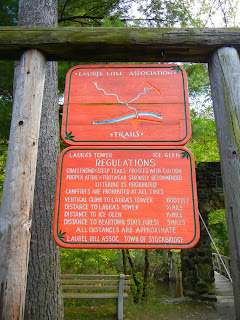 • LAUREL HILL ASSOCIATION •
• TRAILS •
LAURA'S TOWER ICE-GLEN
REGULATIONS
CHALLENGING & STEEP TRAILS - PROCEED WITH CAUTION
PROPER ATTIRE & FOOTWEAR STRONGLY RECOMMENDED
LITTERING IS PROHIBITED
CAMPFIRES ARE PROHIBITED AT ALL TIMES
VERTICAL CLIMB TO LAURA'S TOWER 600 FEET
DISTANCE TO LAURA'S TOWER
DISTANCE TO ICE GLEN
DISTANCE TO BEARTOWN STATE FOREST MILES
ALL DISTANCES ARE APPROXIMATE
LAUREL HILL ASSOC. TOWN OF STOCKBRIDGE